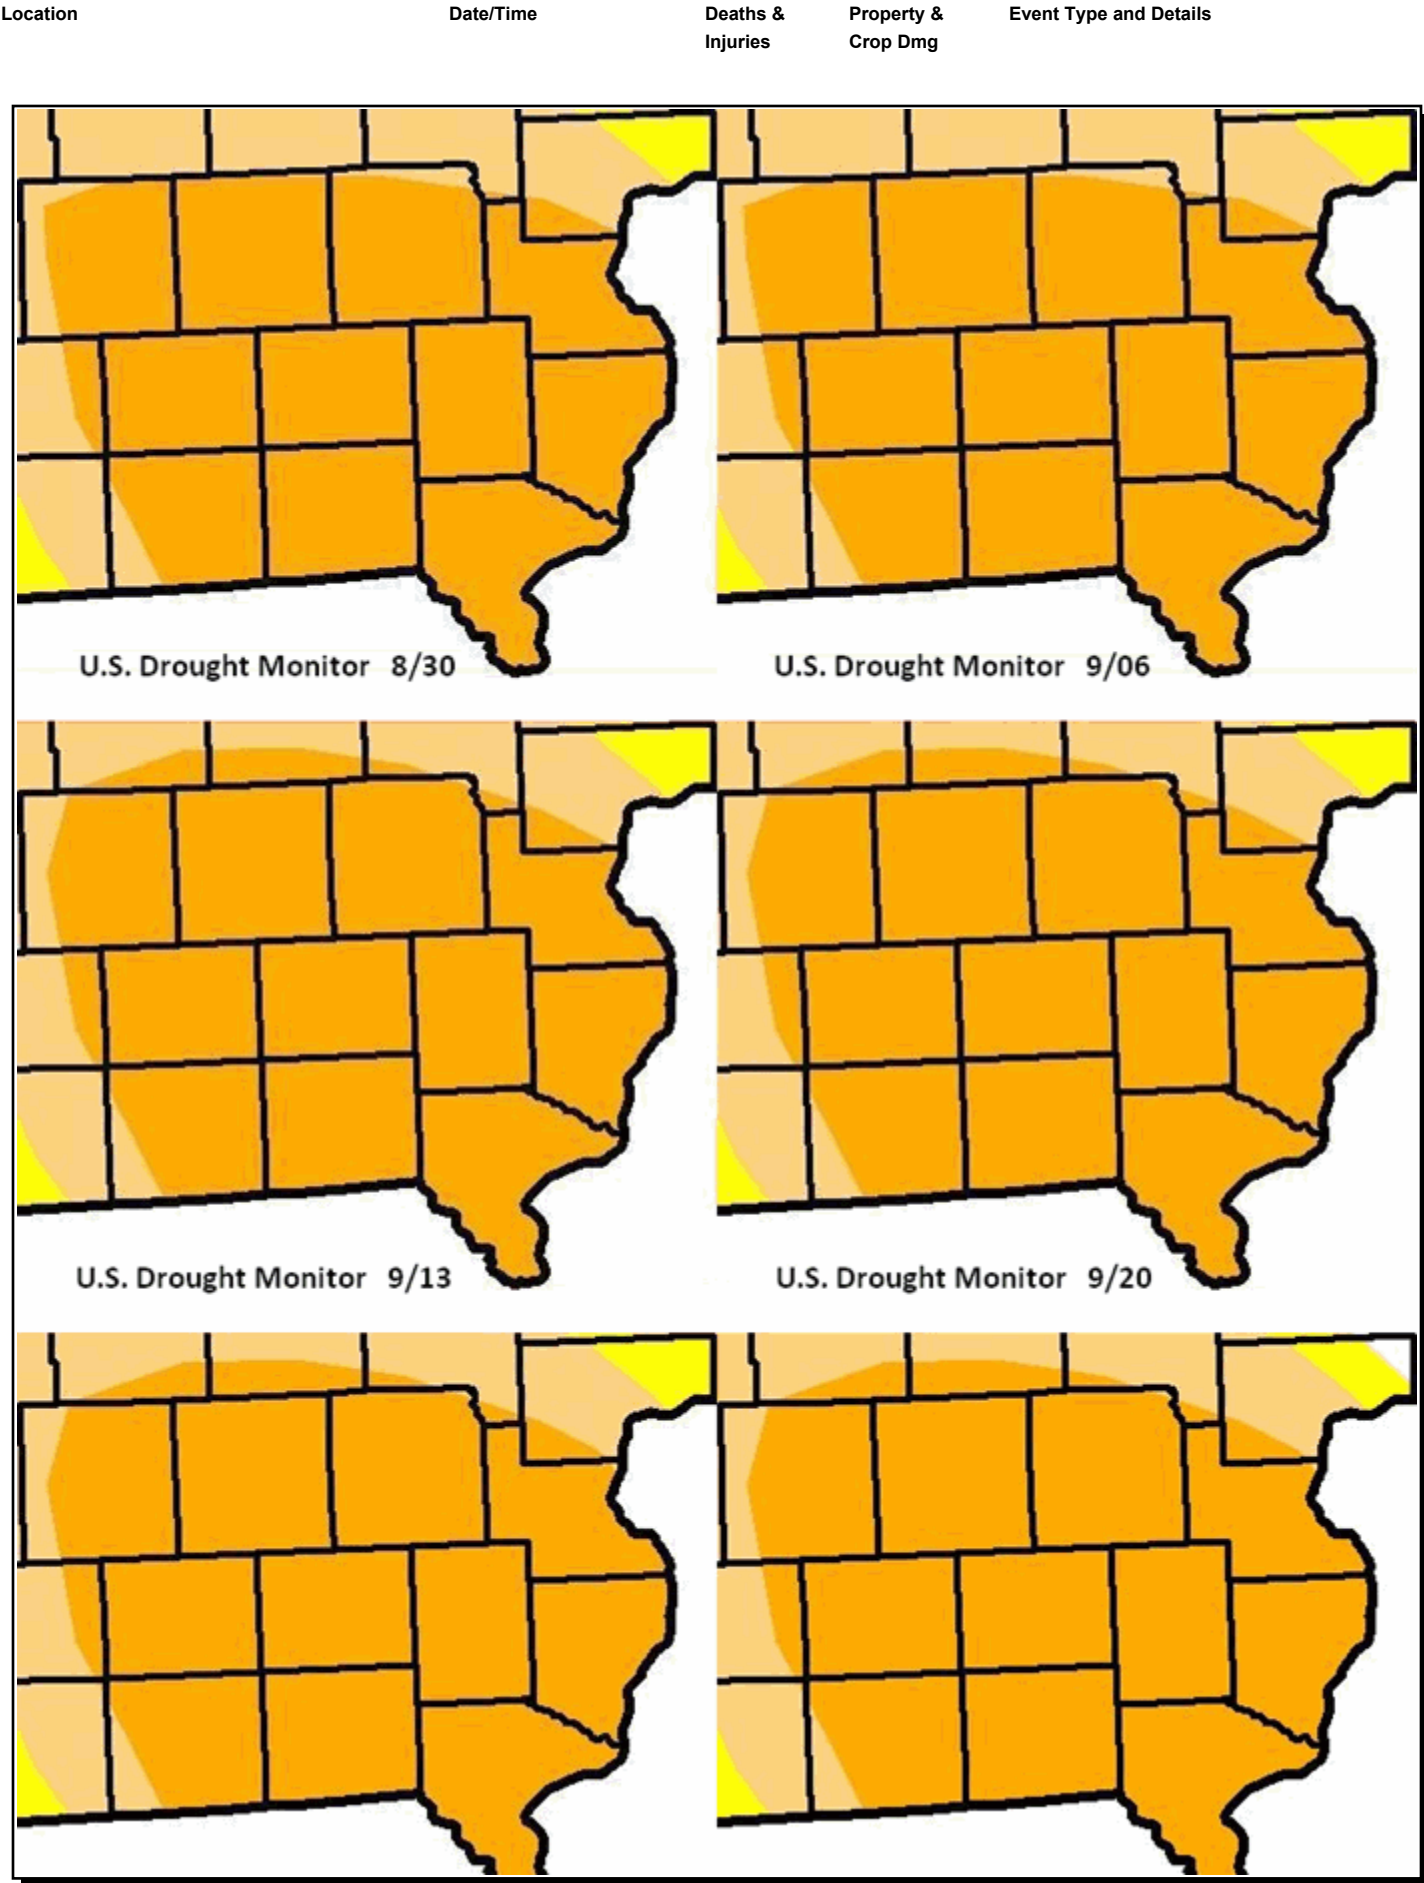 Location Date/Time Deaths & Property & Event Type and Details
Injuries Crop Dmg
U.S. Drought Monitor 8/30 U.S. Drought Monitor 9/06
U.S. Drought Monitor 9/13 U.S. Drought Monitor 9/20